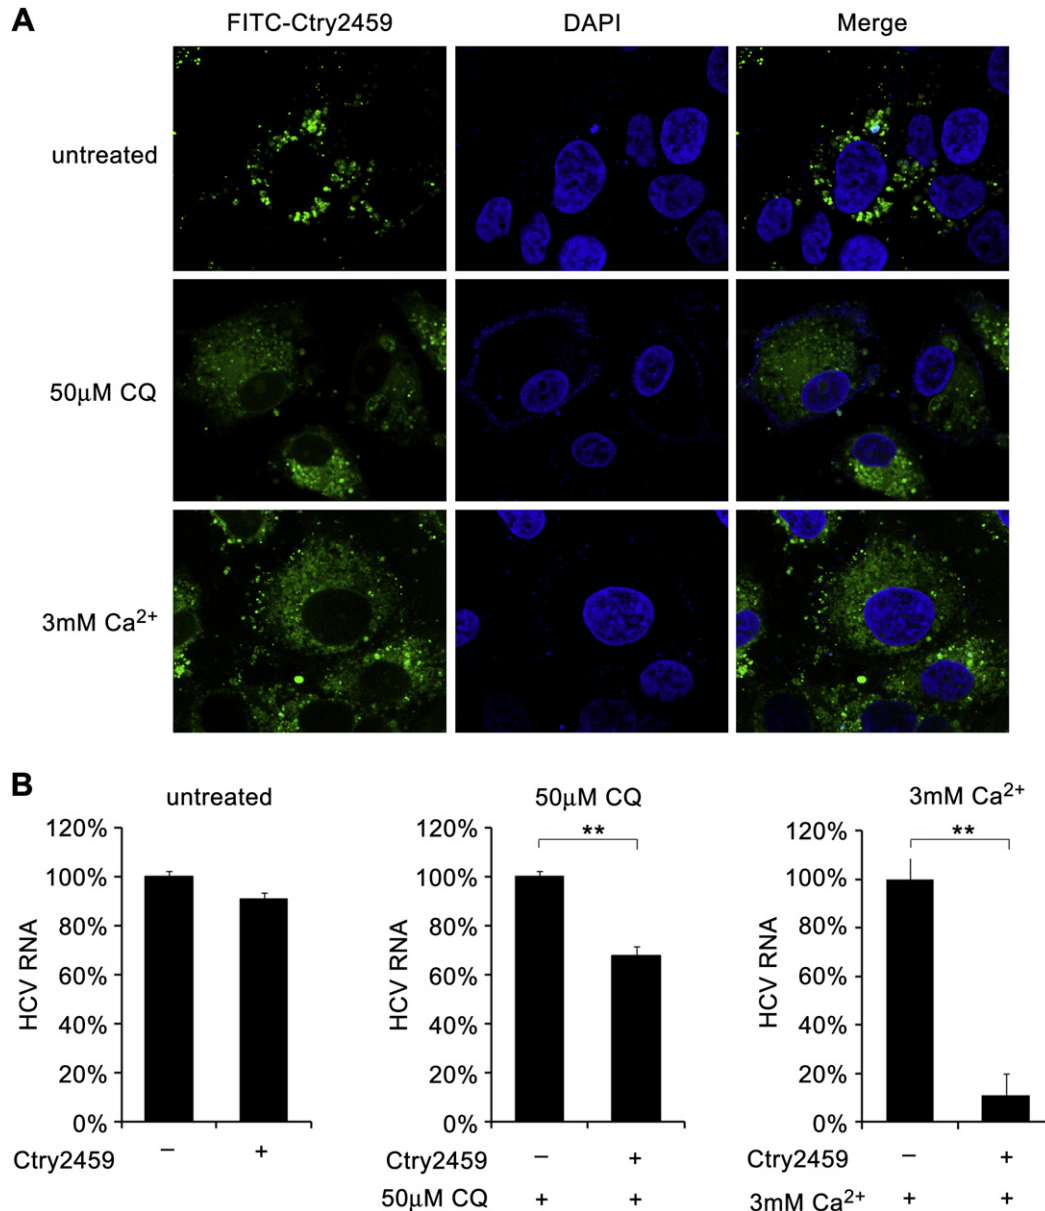 A
FITC-Ctry2459 DAPI Merge
untreated
50μM CQ
3mM Ca²⁺
B
untreated 50μM CQ 3mM Ca²⁺
120% 120% 120%
** **
100% 100% 100%
80% 80% 80%
60% 60% 60%
40% 40% 40%
20% 20% 20%
0% 0% 0%
HCV RNA HCV RNA HCV RNA
Ctry2459 – + Ctry2459 – + Ctry2459 – +
50μM CQ + + 3mM Ca²⁺ + +